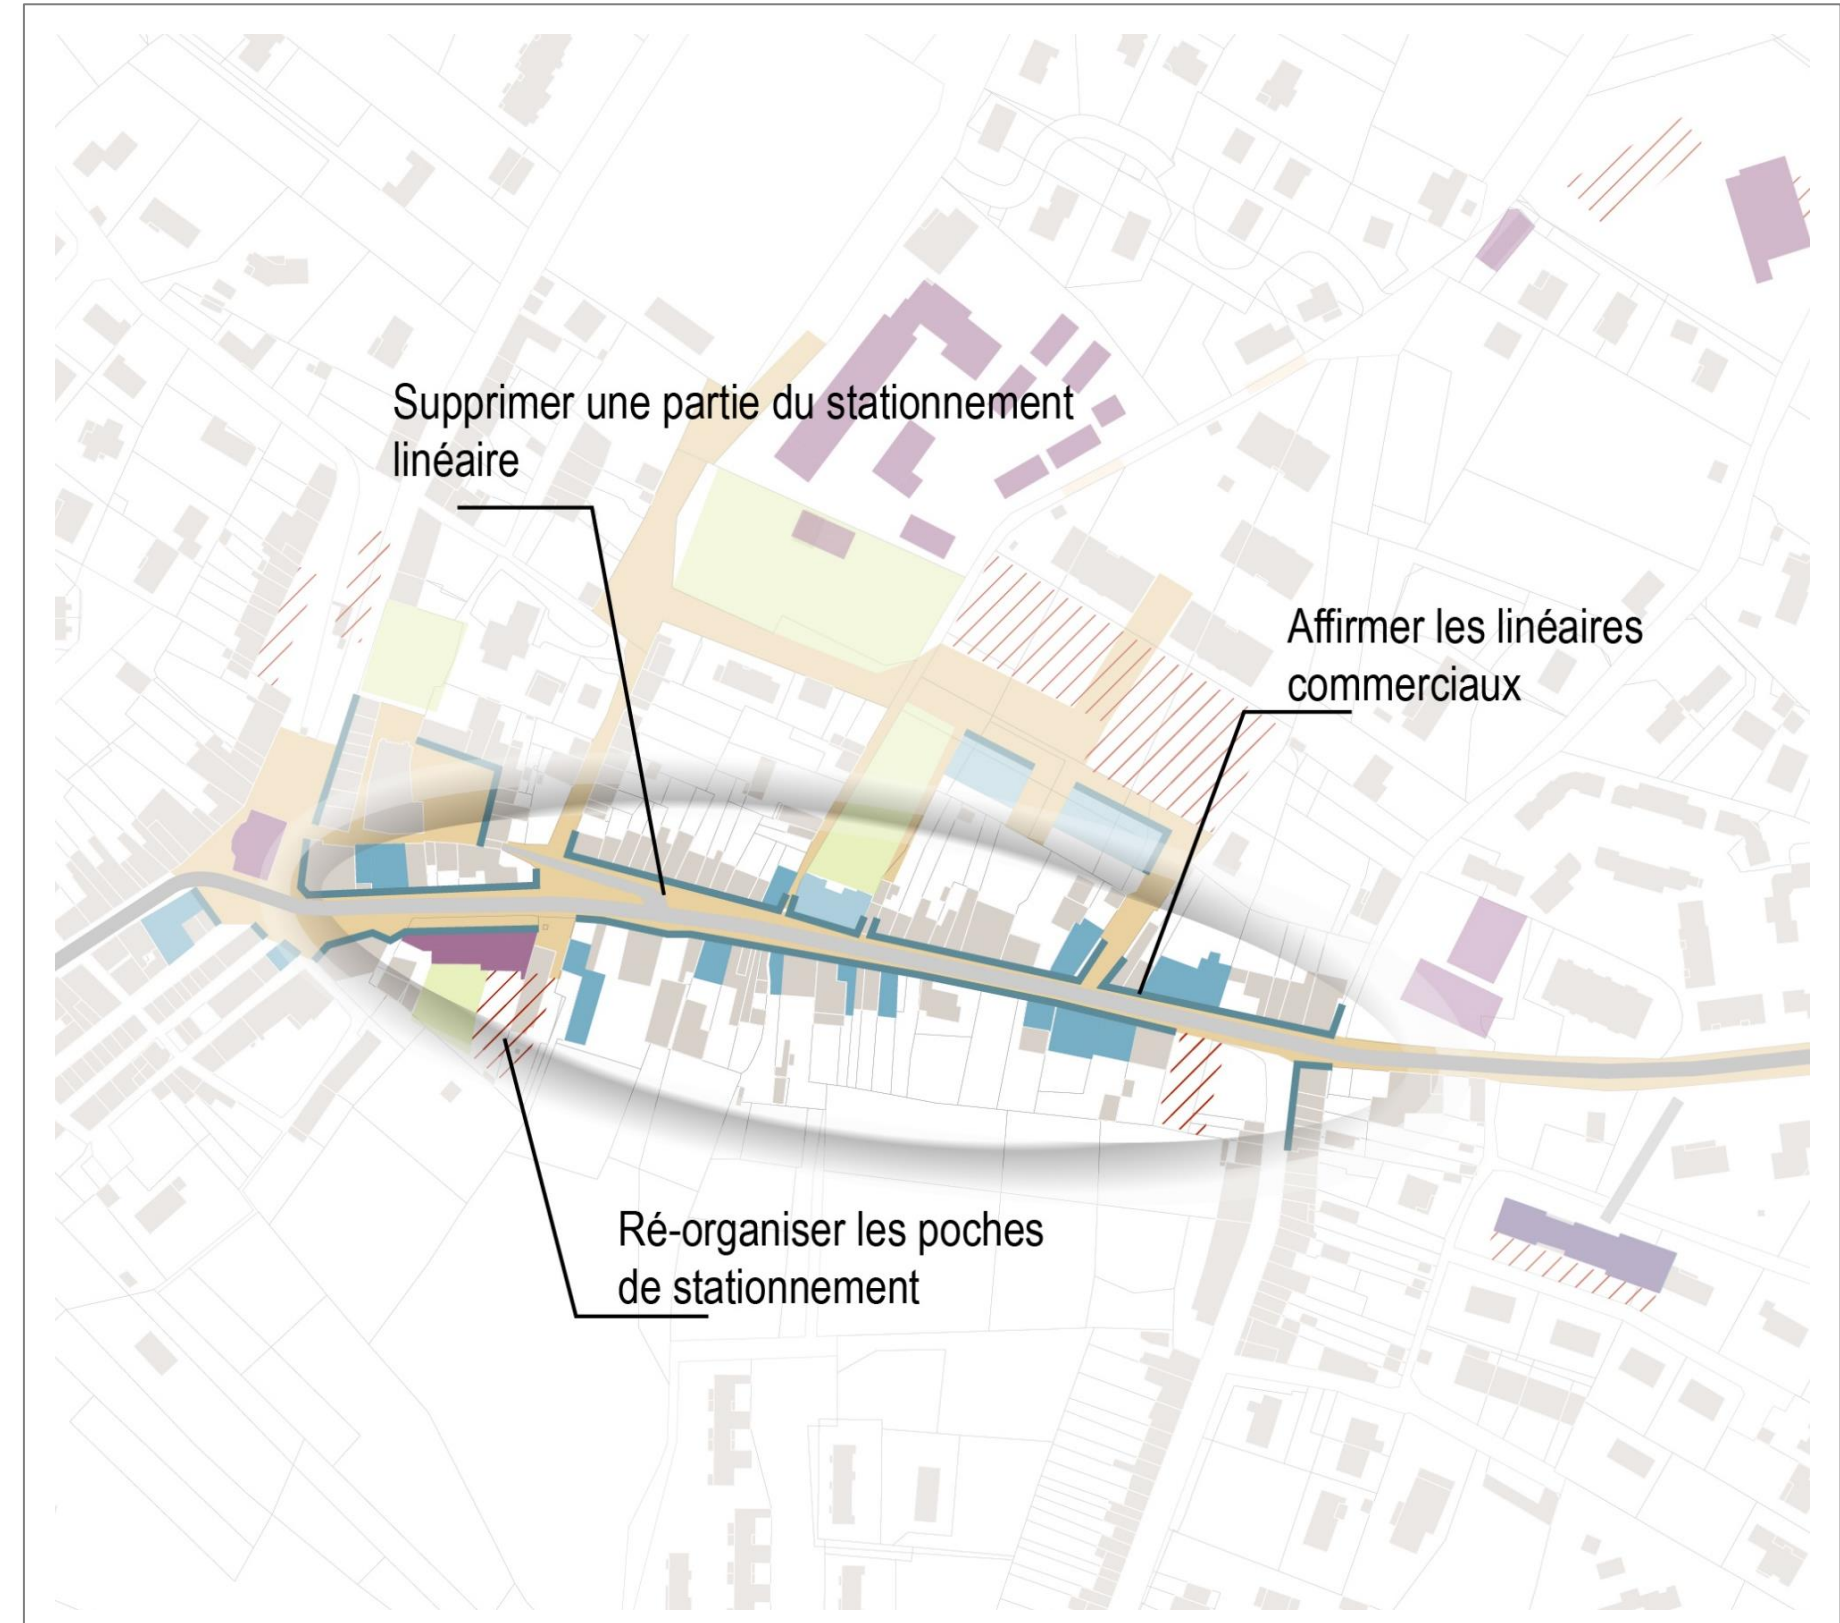 Supprimer une partie du stationnement
linéaire
Affirmer les linéaires
commerciaux
Ré-organiser les poches
de stationnement